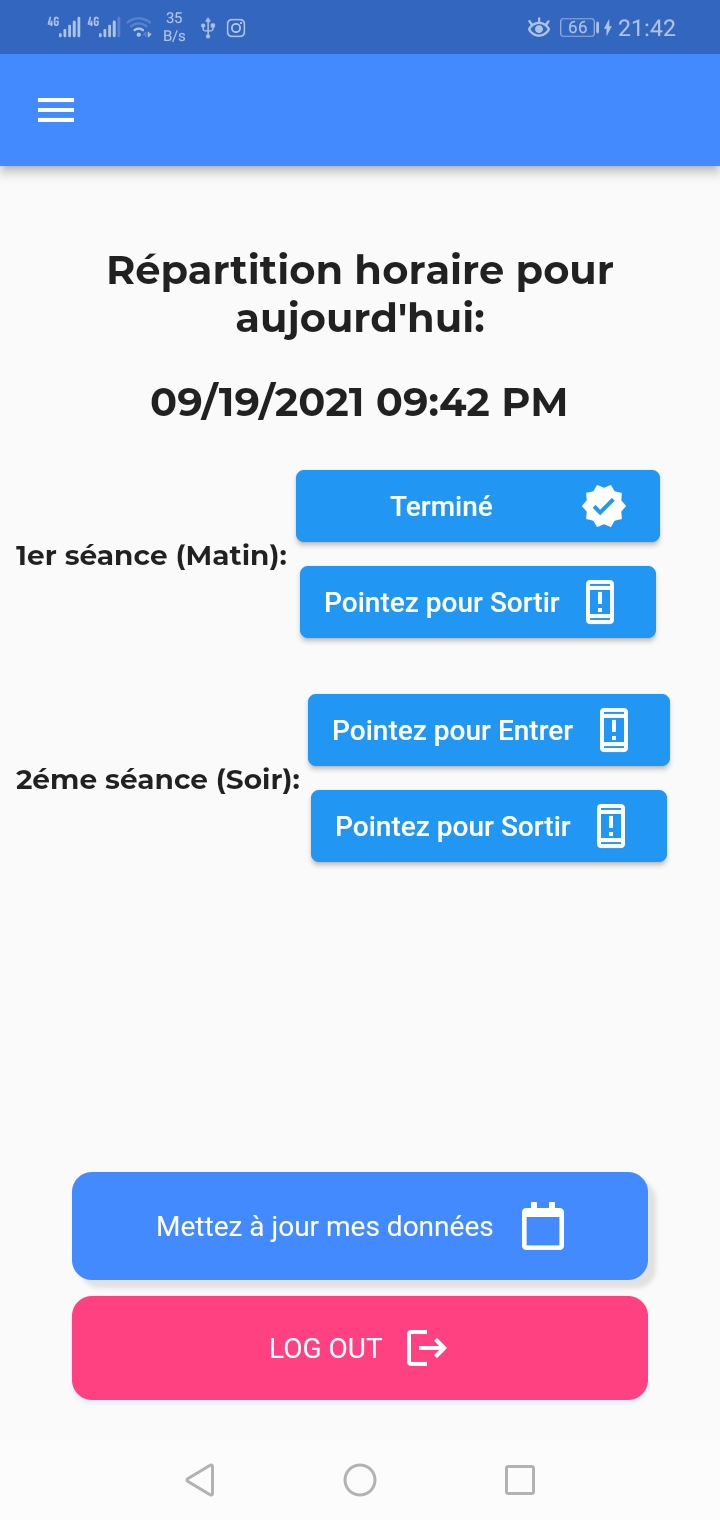 4G 4G 35 B/s 66 21:42
Répartition horaire pour
aujourd'hui:
09/19/2021 09:42 PM
Terminé
1er séance (Matin):
Pointez pour Sortir
Pointez pour Entrer
2éme séance (Soir):
Pointez pour Sortir
Mettez à jour mes données
LOG OUT